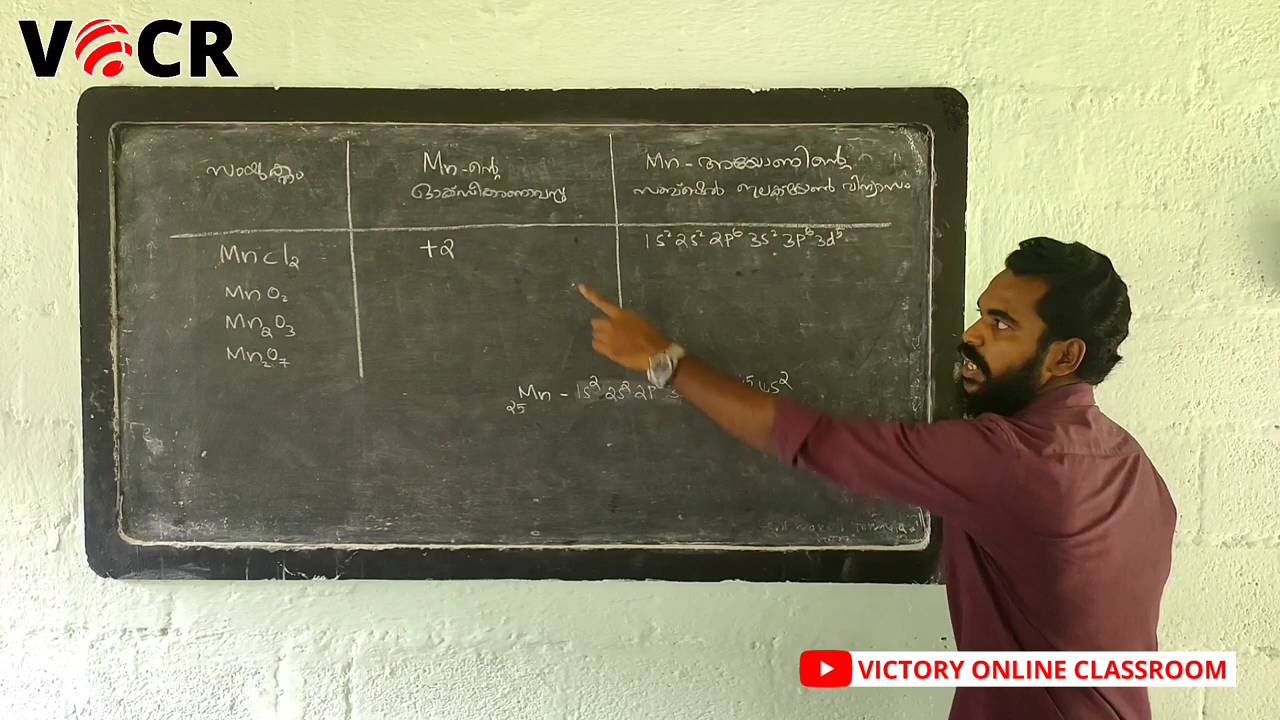 VOCR
സംയുക്തം
Mn-ന്റെ
ഓക്സീകരണാവസ്ഥ
Mn-അയോണിന്റെ
സബ്ഷെൽ ഇലക്ട്രോൺ വിന്യാസം
MnCl₂ +2 1s² 2s² 2p⁶ 3s² 3p⁶ 3d⁵
MnO₂
Mn₂O₃
Mn₂O₇
₂₅Mn - 1s² 2s² 2p 4s²
VICTORY ONLINE CLASSROOM